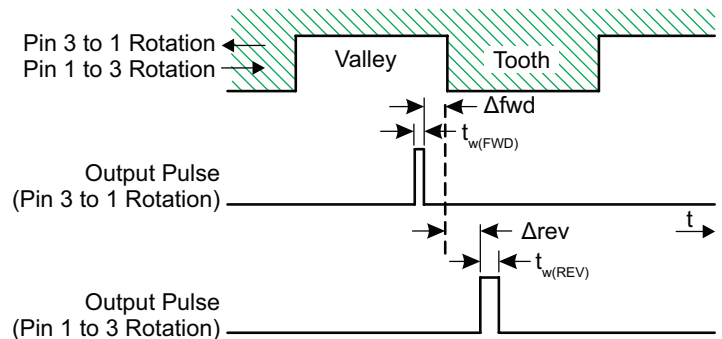 Pin 3 to 1 Rotation
Pin 1 to 3 Rotation
Valley
Tooth
Δfwd
tw(FWD)
Output Pulse
(Pin 3 to 1 Rotation)
t
Δrev
tw(REV)
Output Pulse
(Pin 1 to 3 Rotation)